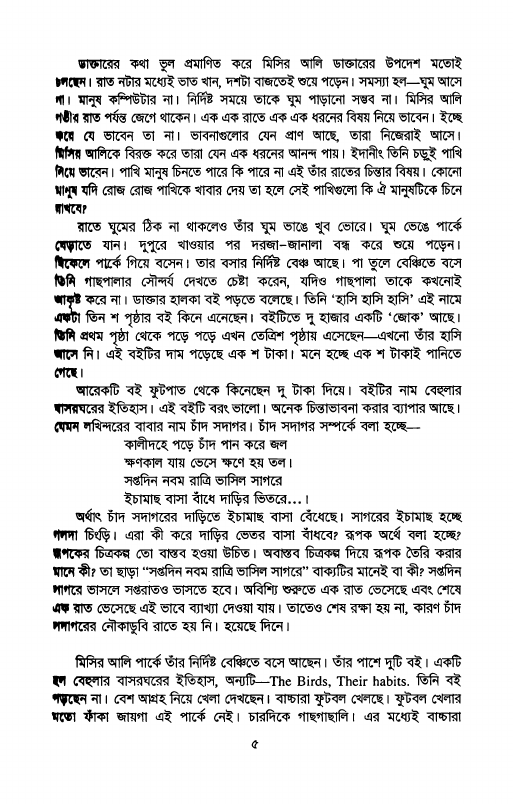 ডাক্তারের কথা ভুল প্রমাণিত করে মিসির আলি ডাক্তারের উপদেশ মতোই
চলছেন। রাত নটার মধ্যেই ভাত খান, দশটা বাজতেই শুয়ে পড়েন। সমস্যা হল—ঘুম আসে
না। মানুষ কম্পিউটার না। নির্দিষ্ট সময়ে তাকে ঘুম পাড়ানো সম্ভব না। মিসির আলি
গভীর রাত পর্যন্ত জেগে থাকেন। এক এক রাতে এক এক ধরনের বিষয় নিয়ে ভাবেন। ইচ্ছে
করে যে ভাবেন তা না। ভাবনাগুলোর যেন প্রাণ আছে, তারা নিজেরাই আসে।
মিসির আলিকে বিরক্ত করে তারা যেন এক ধরনের আনন্দ পায়। ইদানীং তিনি চড়ুই পাখি
নিয়ে ভাবেন। পাখি মানুষ চিনতে পারে কি পারে না এই তাঁর রাতের চিন্তার বিষয়। কোনো
মানুষ যদি রোজ রোজ পাখিকে খাবার দেয় তা হলে সেই পাখিগুলো কি ঐ মানুষটিকে চিনে
রাখবে?
রাতে ঘুমের ঠিক না থাকলেও তাঁর ঘুম ভাঙে খুব ভোরে। ঘুম ভেঙে পার্কে
বেড়াতে যান। দুপুরে খাওয়ার পর দরজা-জানালা বন্ধ করে শুয়ে পড়েন।
বিকেলে পার্কে গিয়ে বসেন। তার বসার নির্দিষ্ট বেঞ্চ আছে। পা তুলে বেঞ্চিতে বসে
তিনি গাছপালার সৌন্দর্য দেখতে চেষ্টা করেন, যদিও গাছপালা তাকে কখনোই
আকৃষ্ট করে না। ডাক্তার হালকা বই পড়তে বলেছে। তিনি ‘হাসি হাসি হাসি’ এই নামে
একটা তিন শ পৃষ্ঠার বই কিনে এনেছেন। বইটিতে দু হাজার একটি ‘জোক’ আছে।
তিনি প্রথম পৃষ্ঠা থেকে পড়ে পড়ে এখন তেত্রিশ পৃষ্ঠায় এসেছেন—এখনো তাঁর হাসি
আসে নি। এই বইটির দাম পড়েছে এক শ টাকা। মনে হচ্ছে এক শ টাকাই পানিতে
গেছে।
আরেকটি বই ফুটপাত থেকে কিনেছেন দু টাকা দিয়ে। বইটির নাম বেহুলার
বাসরঘরের ইতিহাস। এই বইটি বরং ভালো। অনেক চিন্তাভাবনা করার ব্যাপার আছে।
যেমন লখিন্দরের বাবার নাম চাঁদ সদাগর। চাঁদ সদাগর সম্পর্কে বলা হচ্ছে—
কালীদহে পড়ে চাঁদ পান করে জল
ক্ষণকাল যায় ভেসে ক্ষণে হয় তল।
সপ্তদিন নবম রাত্রি ভাসিল সাগরে
ইচামাছ বাসা বাঁধে দাড়ির ভিতরে...।
অর্থাৎ চাঁদ সদাগরের দাড়িতে ইচামাছ বাসা বেঁধেছে। সাগরের ইচামাছ হচ্ছে
গলদা চিংড়ি। এরা কী করে দাড়ির ভেতর বাসা বাঁধবে? রূপক অর্থে বলা হচ্ছে?
রূপকের চিত্রকল্প তো বাস্তব হওয়া উচিত। অবাস্তব চিত্রকল্প দিয়ে রূপক তৈরি করার
মানে কী? তা ছাড়া “সপ্তদিন নবম রাত্রি ভাসিল সাগরে” বাক্যটির মানেই বা কী? সপ্তদিন
সাগরে ভাসলে সপ্তরাতও ভাসতে হবে। অবিশ্যি শুরুতে এক রাত ভেসেছে এবং শেষে
এক রাত ভেসেছে এই ভাবে ব্যাখ্যা দেওয়া যায়। তাতেও শেষ রক্ষা হয় না, কারণ চাঁদ
সদাগরের নৌকাডুবি রাতে হয় নি। হয়েছে দিনে।
মিসির আলি পার্কে তাঁর নির্দিষ্ট বেঞ্চিতে বসে আছেন। তাঁর পাশে দুটি বই। একটি
হল বেহুলার বাসরঘরের ইতিহাস, অন্যটি—The Birds, Their habits. তিনি বই
পড়ছেন না। বেশ আগ্রহ নিয়ে খেলা দেখছেন। বাচ্চারা ফুটবল খেলছে। ফুটবল খেলার
মতো ফাঁকা জায়গা এই পার্কে নেই। চারদিকে গাছগাছালি। এর মধ্যেই বাচ্চারা
৫